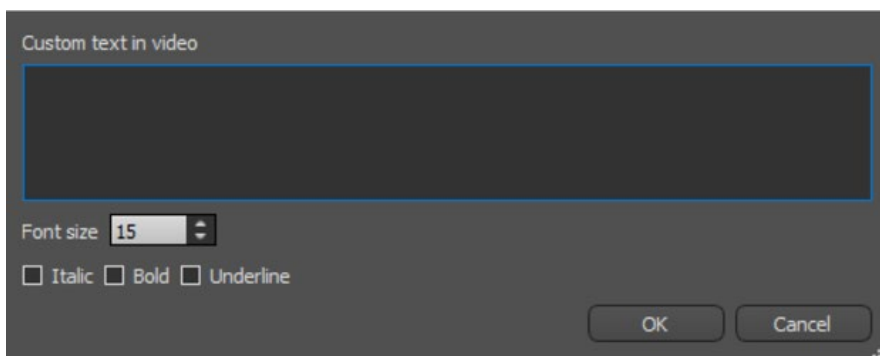 Custom text in video
Font size 15
Italic Bold Underline
OK Cancel